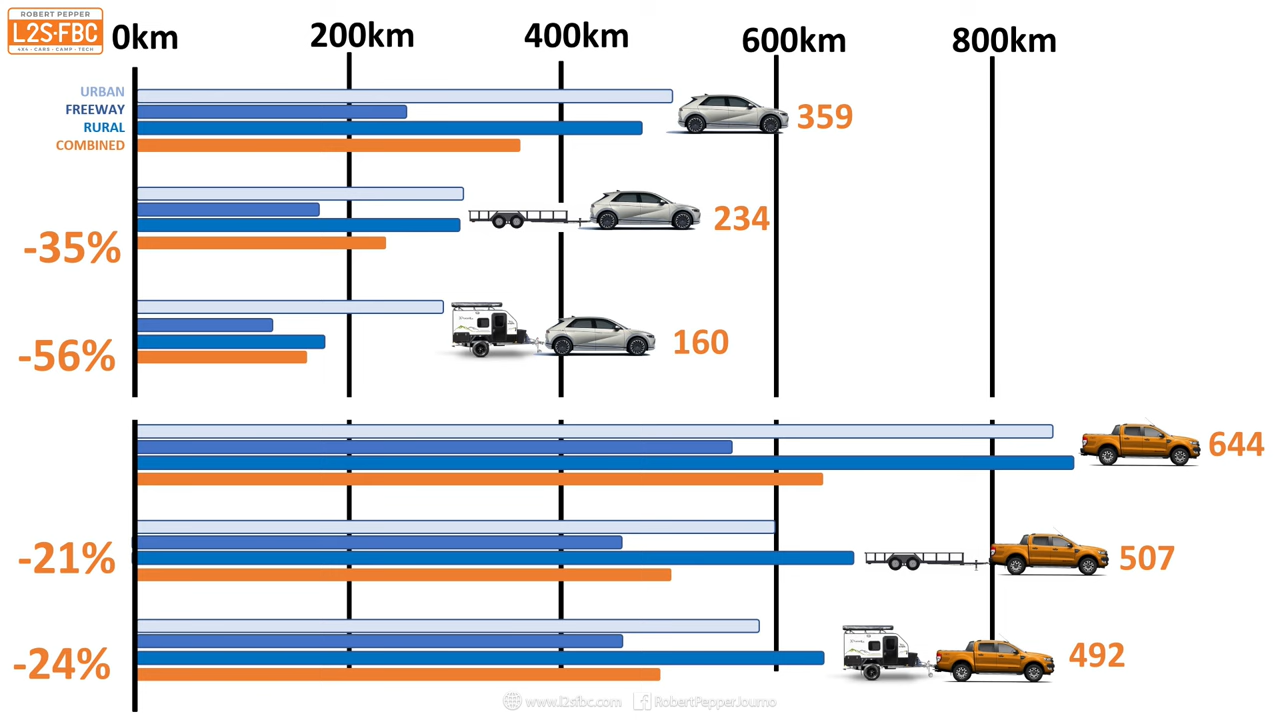 ROBERT PEPPER
L2S-FBC
4X4 - CARS - CAMP - TECH
0km
200km
400km
600km
800km
URBAN
FREEWAY
RURAL
COMBINED
359
-35%
234
-56%
160
644
-21%
507
-24%
492
www.l2sfbc.com
RobertPepperJourno